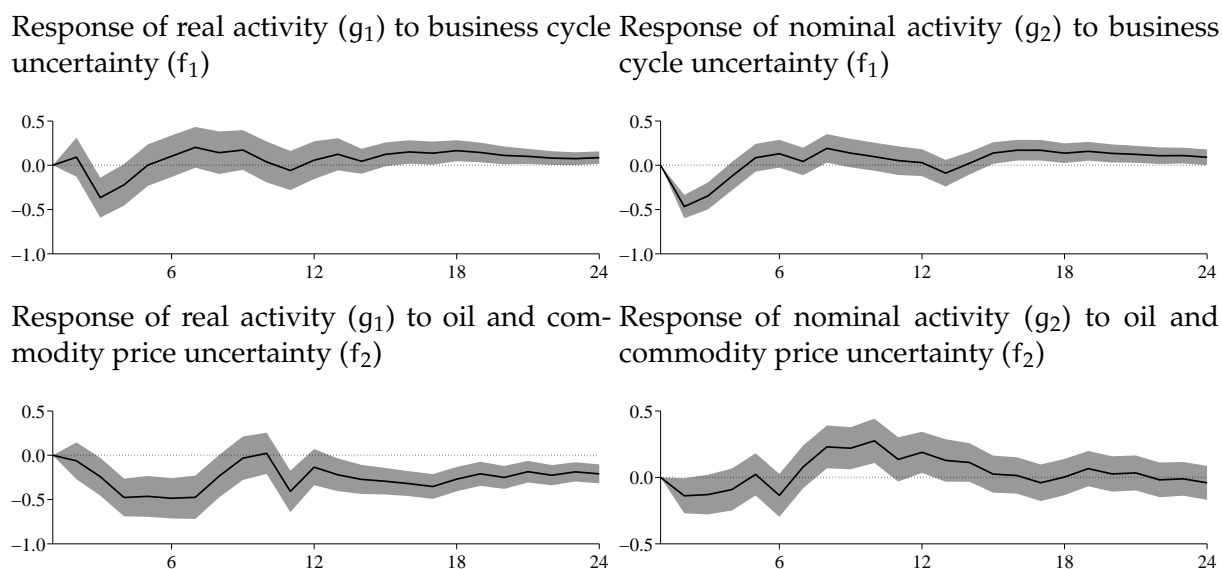 Response of real activity (g1) to business cycle
uncertainty (f1)
Response of nominal activity (g2) to business
cycle uncertainty (f1)
0.5
0.0
−0.5
−1.0
6 12 18 24
0.5
0.0
−0.5
−1.0
6 12 18 24
Response of real activity (g1) to oil and com-
modity price uncertainty (f2)
Response of nominal activity (g2) to oil and
commodity price uncertainty (f2)
0.5
0.0
−0.5
−1.0
6 12 18 24
0.5
0.0
−0.5
6 12 18 24